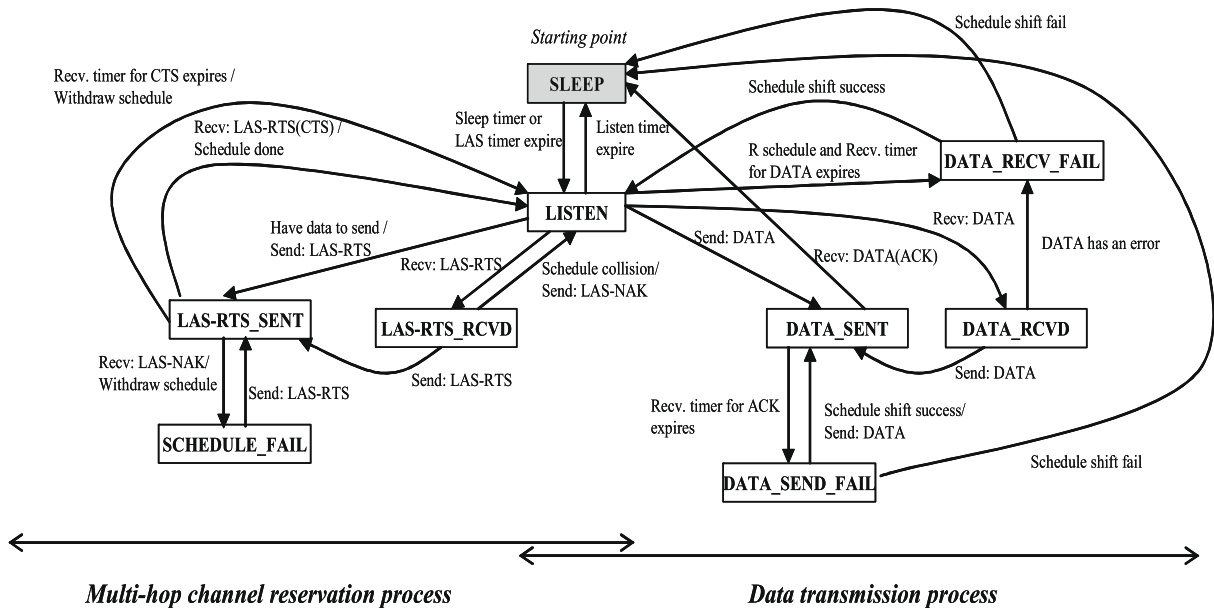 Schedule shift fail
Starting point
SLEEP
Recv. timer for CTS expires /
Withdraw schedule
Schedule shift success
Recv: LAS-RTS(CTS) /
Schedule done
Sleep timer or
LAS timer expire
Listen timer
expire
R schedule and Recv. timer
for DATA expires
DATA_RECV_FAIL
LISTEN
Have data to send /
Send: LAS-RTS
Recv: LAS-RTS
Schedule collision/
Send: LAS-NAK
Send: DATA
Recv: DATA(ACK)
Recv: DATA
DATA has an error
LAS-RTS_SENT
LAS-RTS_RCVD
DATA_SENT
DATA_RCVD
Recv: LAS-NAK/
Withdraw schedule
Send: LAS-RTS
Send: LAS-RTS
Send: DATA
Recv. timer for ACK
expires
Schedule shift success/
Send: DATA
SCHEDULE_FAIL
Schedule shift fail
DATA_SEND_FAIL
Multi-hop channel reservation process
Data transmission process